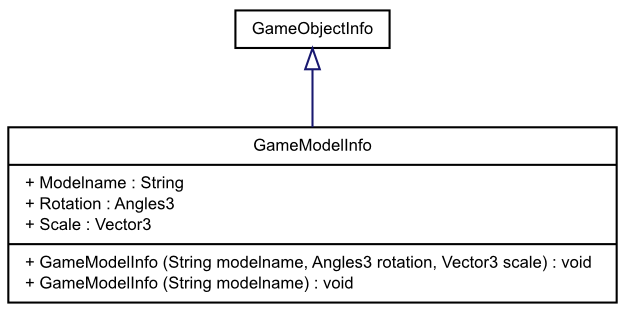 GameObjectInfo
GameModelInfo
+ Modelname : String
+ Rotation : Angles3
+ Scale : Vector3
+ GameModelInfo (String modelname, Angles3 rotation, Vector3 scale) : void
+ GameModelInfo (String modelname) : void